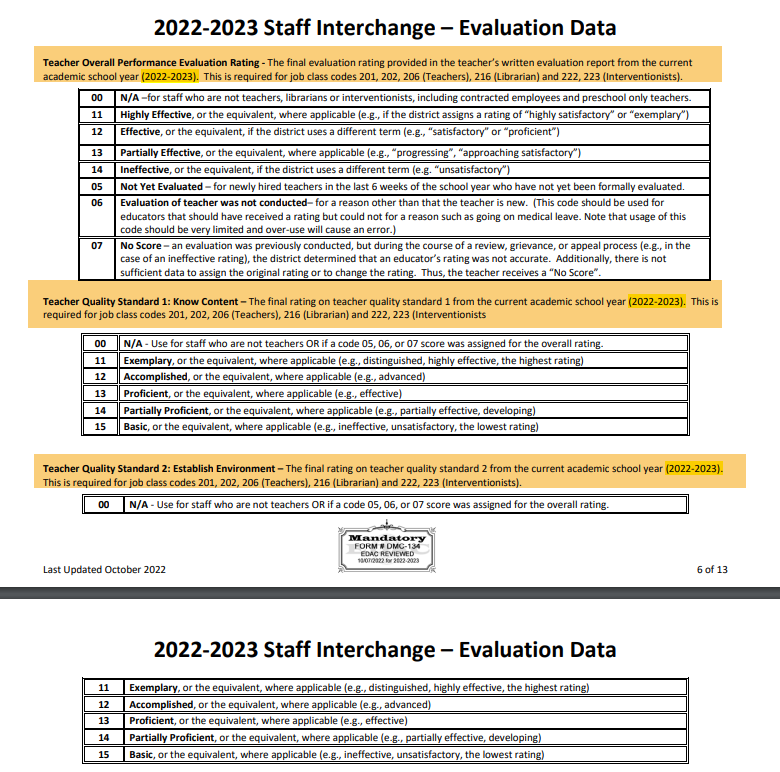 2022-2023 Staff Interchange – Evaluation Data
Teacher Overall Performance Evaluation Rating - The final evaluation rating provided in the teacher's written evaluation report from the current
academic school year (2022-2023). This is required for job class codes 201, 202, 206 (Teachers), 216 (Librarian) and 222, 223 (Interventionists).
00 N/A –for staff who are not teachers, librarians or interventionists, including contracted employees and preschool only teachers.
11 Highly Effective, or the equivalent, where applicable (e.g., if the district assigns a rating of "highly satisfactory" or "exemplary")
12 Effective, or the equivalent, if the district uses a different term (e.g., "satisfactory" or "proficient")
13 Partially Effective, or the equivalent, where applicable (e.g., "progressing", "approaching satisfactory")
14 Ineffective, or the equivalent, if the district uses a different term (e.g. "unsatisfactory")
05 Not Yet Evaluated – for newly hired teachers in the last 6 weeks of the school year who have not yet been formally evaluated.
06 Evaluation of teacher was not conducted– for a reason other than that the teacher is new. (This code should be used for
educators that should have received a rating but could not for a reason such as going on medical leave. Note that usage of this
code should be very limited and over-use will cause an error.)
07 No Score – an evaluation was previously conducted, but during the course of a review, grievance, or appeal process (e.g., in the
case of an ineffective rating), the district determined that an educator's rating was not accurate. Additionally, there is not
sufficient data to assign the original rating or to change the rating. Thus, the teacher receives a "No Score".
Teacher Quality Standard 1: Know Content – The final rating on teacher quality standard 1 from the current academic school year (2022-2023). This is
required for job class codes 201, 202, 206 (Teachers), 216 (Librarian) and 222, 223 (Interventionists
00 N/A - Use for staff who are not teachers OR if a code 05, 06, or 07 score was assigned for the overall rating.
11 Exemplary, or the equivalent, where applicable (e.g., distinguished, highly effective, the highest rating)
12 Accomplished, or the equivalent, where applicable (e.g., advanced)
13 Proficient, or the equivalent, where applicable (e.g., effective)
14 Partially Proficient, or the equivalent, where applicable (e.g., partially effective, developing)
15 Basic, or the equivalent, where applicable (e.g., ineffective, unsatisfactory, the lowest rating)
Teacher Quality Standard 2: Establish Environment – The final rating on teacher quality standard 2 from the current academic school year (2022-2023).
This is required for job class codes 201, 202, 206 (Teachers), 216 (Librarian) and 222, 223 (Interventionists).
00 N/A - Use for staff who are not teachers OR if a code 05, 06, or 07 score was assigned for the overall rating.
Mandatory
FORM # DMC-134
EDAC REVIEWED
10/07/2022 for 2022-2023
Last Updated October 2022
6 of 13
2022-2023 Staff Interchange – Evaluation Data
11 Exemplary, or the equivalent, where applicable (e.g., distinguished, highly effective, the highest rating)
12 Accomplished, or the equivalent, where applicable (e.g., advanced)
13 Proficient, or the equivalent, where applicable (e.g., effective)
14 Partially Proficient, or the equivalent, where applicable (e.g., partially effective, developing)
15 Basic, or the equivalent, where applicable (e.g., ineffective, unsatisfactory, the lowest rating)